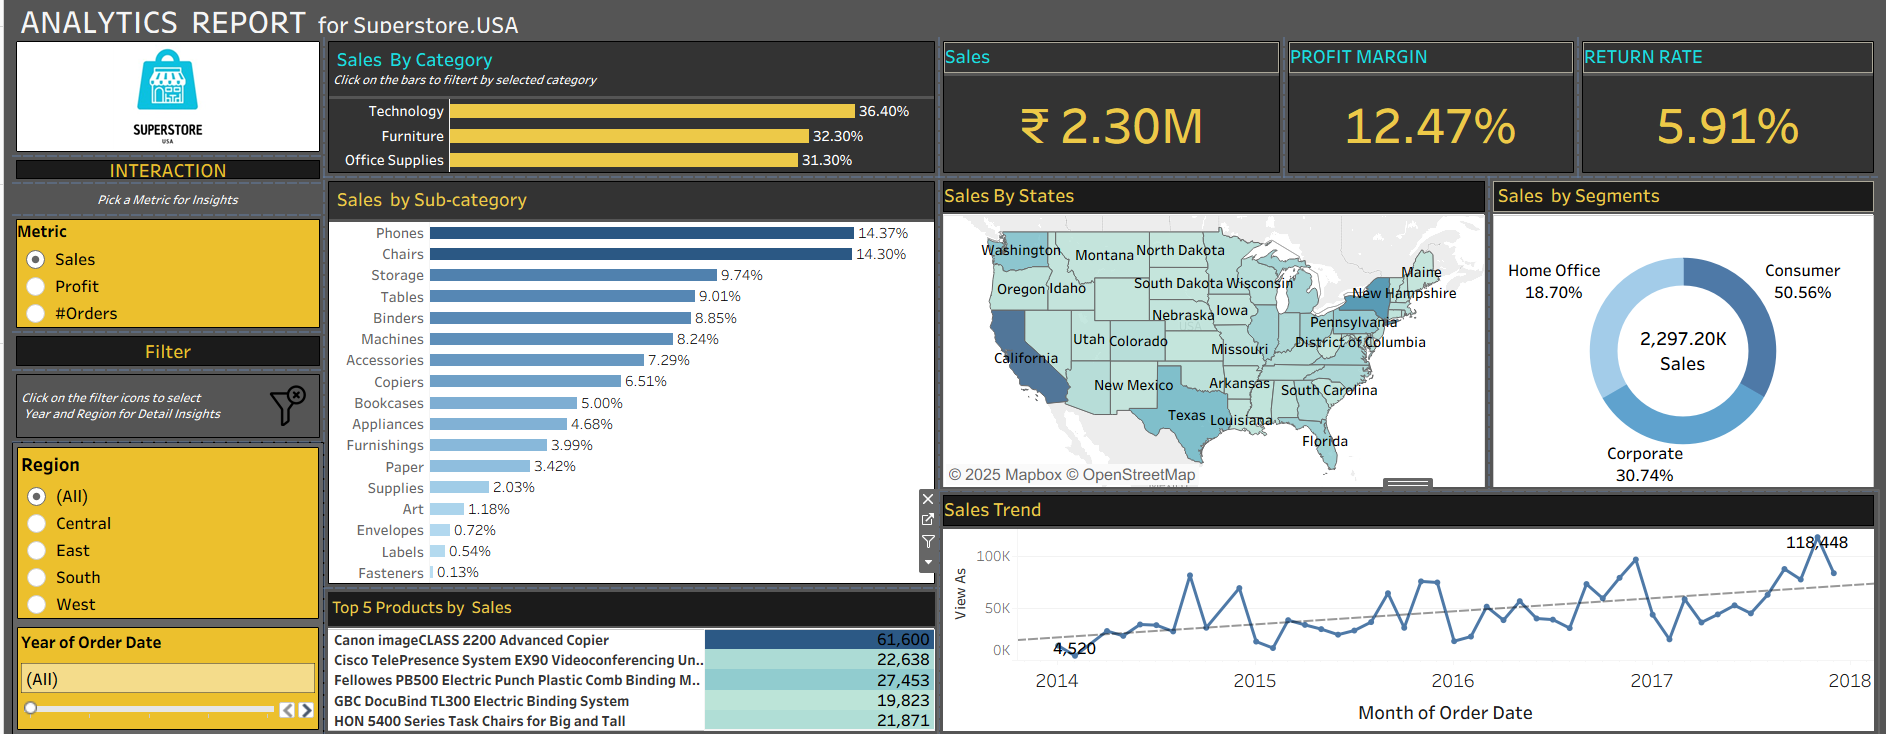 ANALYTICS REPORT for Superstore.USA
SUPERSTORE
USA
INTERACTION
Pick a Metric for Insights
Metric
Sales
Profit
#Orders
Filter
Click on the filter icons to select
Year and Region for Detail Insights
Region
(All)
Central
East
South
West
Year of Order Date
(All)
Sales By Category
Click on the bars to filtert by selected category
Technology 36.40%
Furniture 32.30%
Office Supplies 31.30%
Sales by Sub-category
Phones 14.37%
Chairs 14.30%
Storage 9.74%
Tables 9.01%
Binders 8.85%
Machines 8.24%
Accessories 7.29%
Copiers 6.51%
Bookcases 5.00%
Appliances 4.68%
Furnishings 3.99%
Paper 3.42%
Supplies 2.03%
Art 1.18%
Envelopes 0.72%
Labels 0.54%
Fasteners 0.13%
Top 5 Products by Sales
Canon imageCLASS 2200 Advanced Copier 61,600
Cisco TelePresence System EX90 Videoconferencing Un.. 22,638
Fellowes PB500 Electric Punch Plastic Comb Binding M.. 27,453
GBC DocuBind TL300 Electric Binding System 19,823
HON 5400 Series Task Chairs for Big and Tall 21,871
Sales
₹ 2.30M
PROFIT MARGIN
12.47%
RETURN RATE
5.91%
Sales By States
Washington
Montana
North Dakota
Maine
Oregon
Idaho
South Dakota
Wisconsin
New Hampshire
Nebraska
Iowa
Pennsylvania
Utah
Colorado
District of Columbia
California
Missouri
New Mexico
Arkansas
South Carolina
Texas
Louisiana
Florida
© 2025 Mapbox © OpenStreetMap
Sales by Segments
Home Office
18.70%
Consumer
50.56%
2,297.20K
Sales
Corporate
30.74%
Sales Trend
View As
100K
50K
0K
4,520
118,448
2014
2015
2016
2017
2018
Month of Order Date